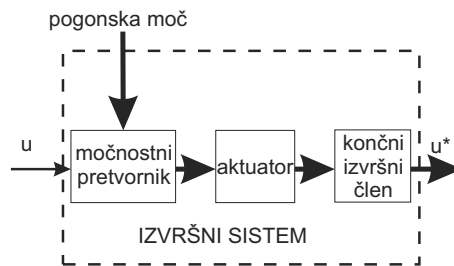 pogonska moč
u
močnostni
pretvornik
aktuator
končni
izvršni
člen
u*
IZVRŠNI SISTEM